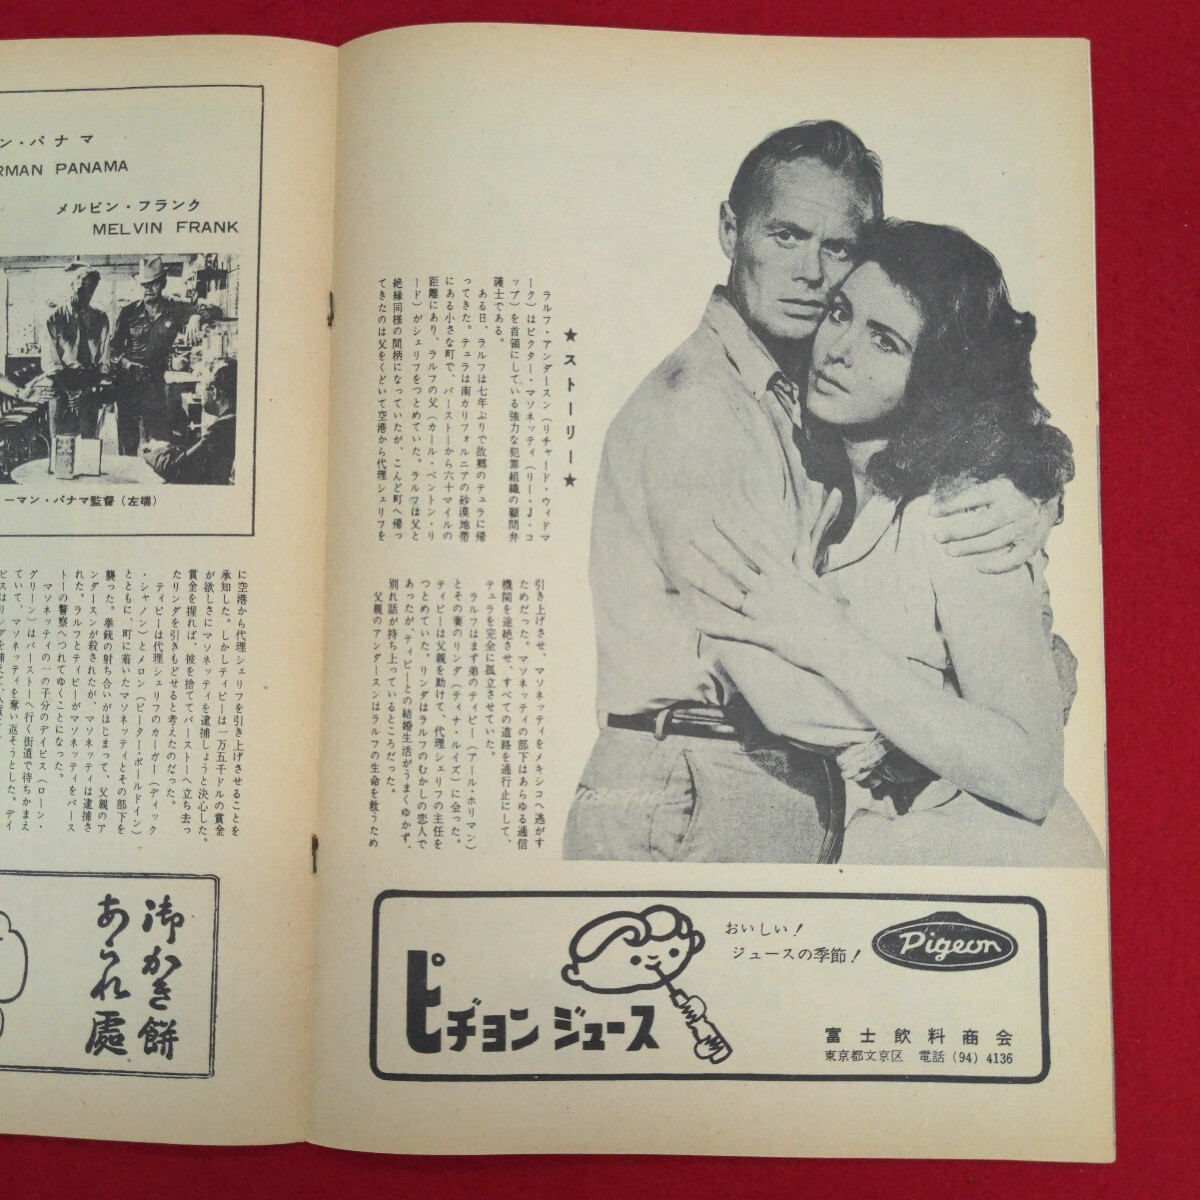 ★ストーリー★
ラルフ・アンダースン（リチャード・ウィドマ
ーク）はビクター・マソネッティ（リー・J・コ
ップ）を首領にしている強力な犯罪組織の顧問弁
護士である。
ある日、ラルフは七年ぶりで故郷のテュラに帰
ってきた。テュラは南カリフォルニアの砂漠地帯
にある小さな町で、バーストーから六十マイルの
距離にあり、ラルフの父（カール・ベントン・リ
ード）がシェリフをつとめていた。ラルフは父と
絶縁同様の間柄になっていたが、こんど町へ帰っ
てきたのは父をくどいて空港から代理シェリフを
引き上げさせ、マソネッティをメキシコへ逃がす
ためだった。マソネッティの部下はあらゆる通信
機関を途絶させ、すべての道路を通行止にして、
テュラを完全に孤立させていた。
ラルフはまず弟のティピー（アール・ホリマン）
とその妻のリンダ（ティナ・ルイズ）に会った。
ティピーは父親を助けて、代理シェリフの主任を
つとめていた。リンダはラルフのむかしの恋人で
あったが、ティピーとの結婚生活がうまくゆかず、
別れ話が持ち上っているところだった。
父親のアンダースンはラルフの生命を救うため
おいしい！
ジュースの季節！
Pigeon
ピヂョンジュース
富士飲料商会
東京都文京区 電話（94）4136
ン・パナマ
RMAN PANAMA
メルビン・フランク
MELVIN FRANK
ーマン・パナマ監督（左端）
に空港から代理シェリフを引き上げさせることを
承知した。しかしティピーは一万五千ドルの賞金
が欲しさにマソネッティを逮捕しようと決心した。
賞金を握れば、彼を捨ててバーストーへ立ち去っ
たリンダを引きもどせると考えたのだった。
ティピーは代理シェリフのカーガー（ディック
・シャノン）とメロン（ピーター・ボールドイン）
とともに、町に着いたマソネッティとその部下を
襲った。拳銃の射ち合いがはじまって、父親のア
ンダースンが殺されたが、マソネッティは逮捕さ
れた。ラルフとティピーがマソネッティをバース
トーの警察へつれてゆくことになった。
マソネッティの一の子分のデイビス（ローン・
グリーン）はバーストーへ行く街道で待ちかまえ
ていて、マソネッティを奪い返そうとした。デイ
御かき餅
あられ處